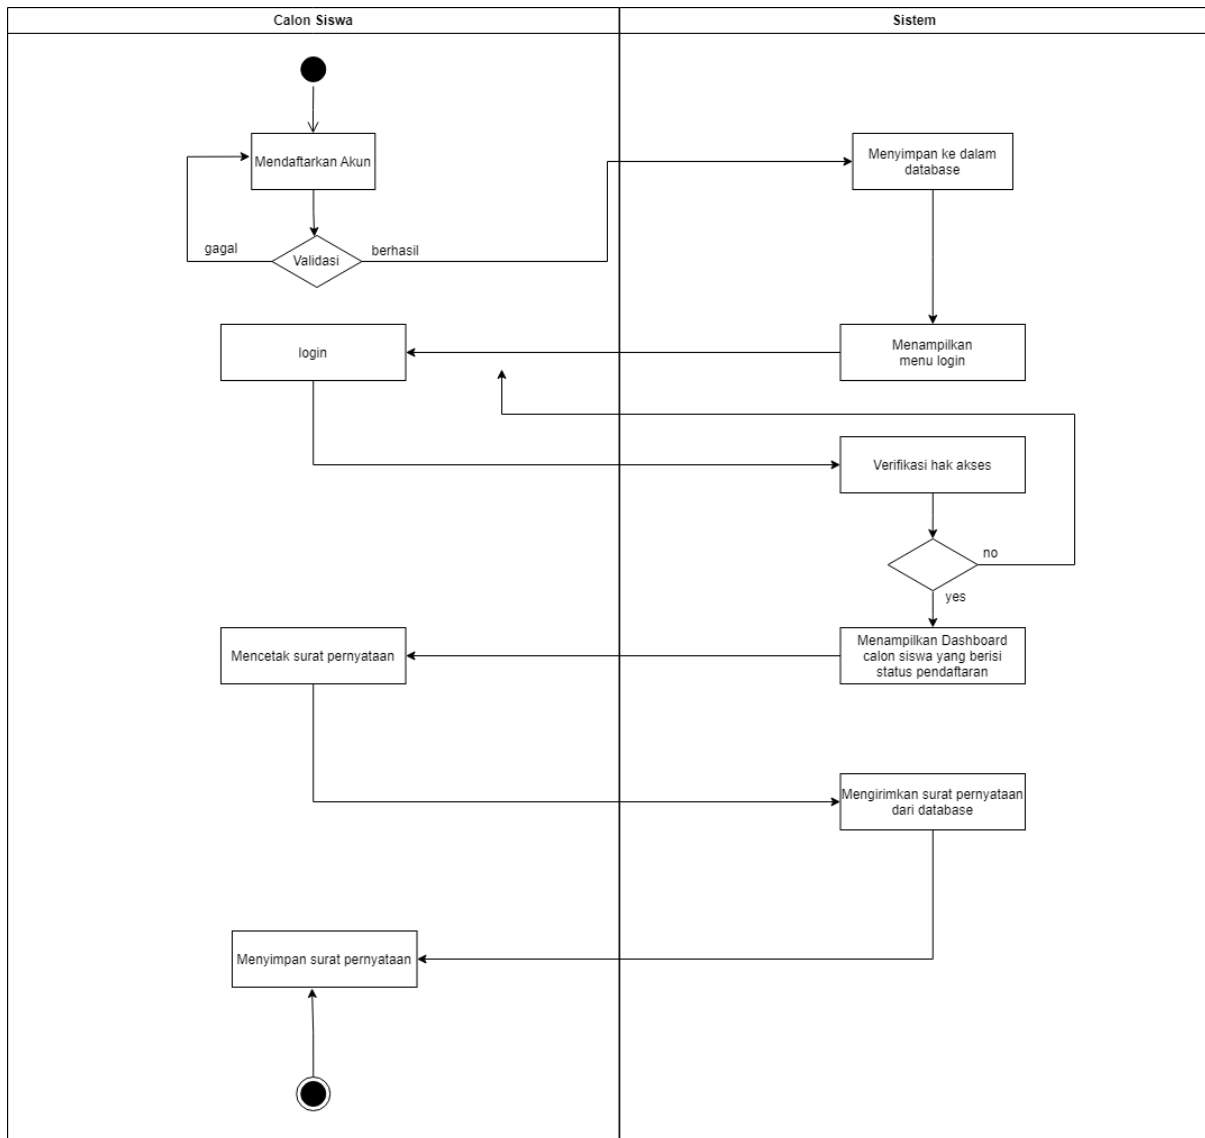 Calon Siswa
Sistem
Mendaftarkan Akun
Menyimpan ke dalam
database
gagal
Validasi
berhasil
login
Menampilkan
menu login
Verifikasi hak akses
no
yes
Mencetak surat pernyataan
Menampilkan Dashboard
calon siswa yang berisi
status pendaftaran
Mengirimkan surat pernyataan
dari database
Menyimpan surat pernyataan